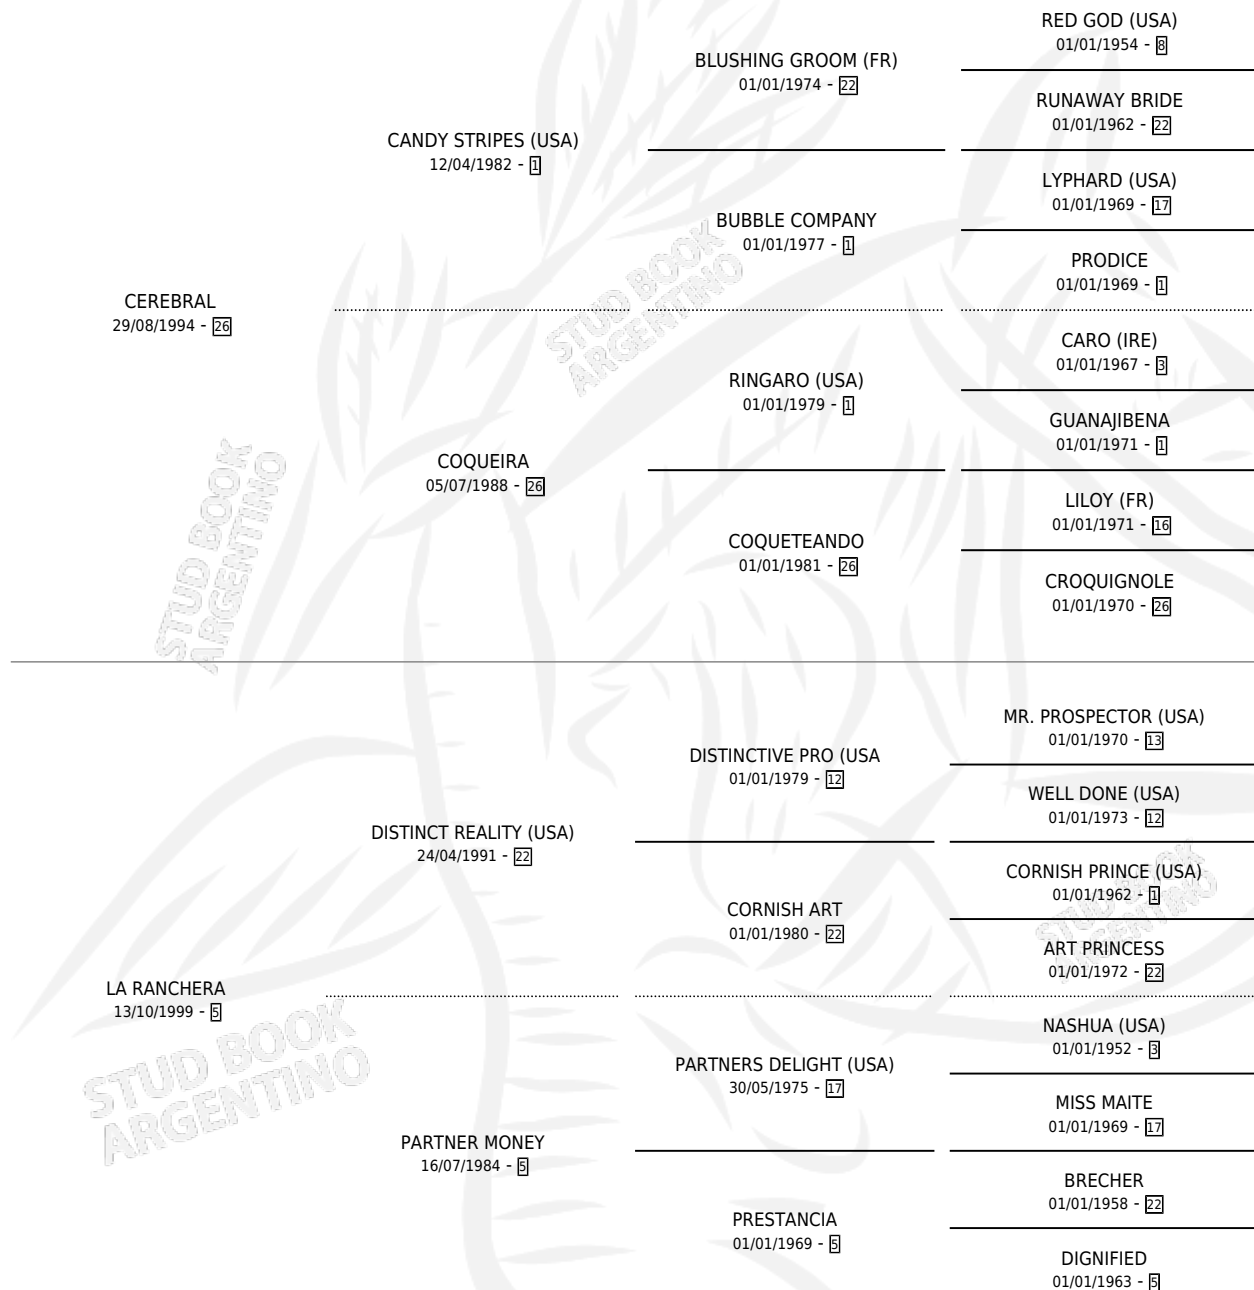 RED GOD (USA)
01/01/1954 - 8
BLUSHING GROOM (FR)
01/01/1974 - 22
RUNAWAY BRIDE
01/01/1962 - 22
CANDY STRIPES (USA)
12/04/1982 - 1
LYPHARD (USA)
01/01/1969 - 17
BUBBLE COMPANY
01/01/1977 - 1
PRODICE
01/01/1969 - 1
CEREBRAL
29/08/1994 - 26
CARO (IRE)
01/01/1967 - 3
RINGARO (USA)
01/01/1979 - 1
GUANAJIBENA
01/01/1971 - 1
COQUEIRA
05/07/1988 - 26
LILOY (FR)
01/01/1971 - 16
COQUETEANDO
01/01/1981 - 26
CROQUIGNOLE
01/01/1970 - 26
MR. PROSPECTOR (USA)
01/01/1970 - 13
DISTINCTIVE PRO (USA
01/01/1979 - 12
WELL DONE (USA)
01/01/1973 - 12
DISTINCT REALITY (USA)
24/04/1991 - 22
CORNISH PRINCE (USA)
01/01/1962 - 1
CORNISH ART
01/01/1980 - 22
ART PRINCESS
01/01/1972 - 22
LA RANCHERA
13/10/1999 - 5
NASHUA (USA)
01/01/1952 - 3
PARTNERS DELIGHT (USA)
30/05/1975 - 17
MISS MAITE
01/01/1969 - 17
PARTNER MONEY
16/07/1984 - 5
BRECHER
01/01/1958 - 22
PRESTANCIA
01/01/1969 - 5
DIGNIFIED
01/01/1963 - 5
STUD BOOK
ARGENTINO
STUD BOOK
ARGENTINO
STUD BOOK
ARGENTINO
STUD BOOK
ARGENTINO